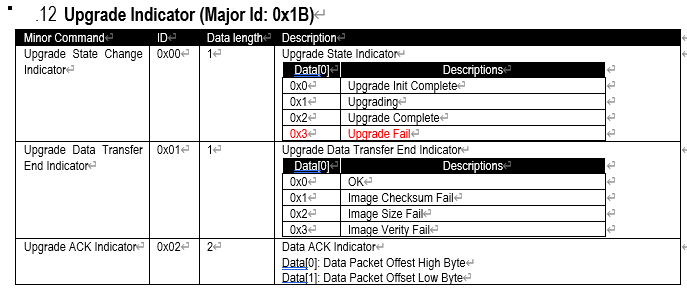 .12 Upgrade Indicator (Major Id: 0x1B)
Minor Command ID Data length Description
Upgrade State Change Indicator 0x00 1 Upgrade State Indicator
Data[0] Descriptions
0x0 Upgrade Init Complete
0x1 Upgrading
0x2 Upgrade Complete
0x3 Upgrade Fail
Upgrade Data Transfer End Indicator 0x01 1 Upgrade Data Transfer End Indicator
Data[0] Descriptions
0x0 OK
0x1 Image Checksum Fail
0x2 Image Size Fail
0x3 Image Verity Fail
Upgrade ACK Indicator 0x02 2 Data ACK Indicator
Data[0]: Data Packet Offest High Byte
Data[1]: Data Packet Offset Low Byte